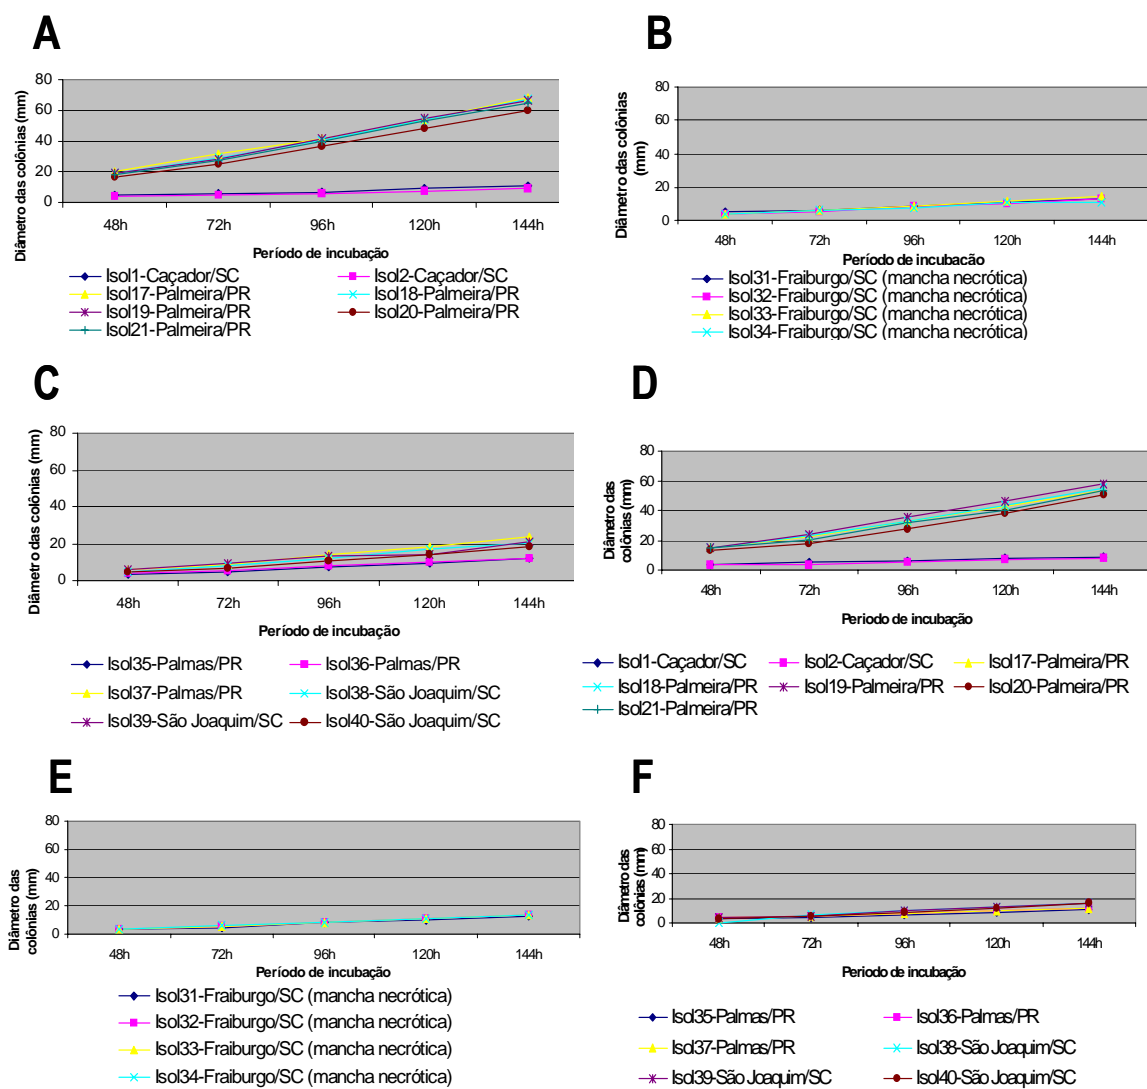 A
Diâmetro das colônias (mm)
80
60
40
20
0
48h 72h 96h 120h 144h
Período de incubação
Isol1-Caçador/SC Isol2-Caçador/SC
Isol17-Palmeira/PR Isol18-Palmeira/PR
Isol19-Palmeira/PR Isol20-Palmeira/PR
Isol21-Palmeira/PR
B
Diâmetro das colônias
(mm)
80
60
40
20
0
48h 72h 96h 120h 144h
Período de incubacão
Isol31-Fraiburgo/SC (mancha necrótica)
Isol32-Fraiburgo/SC (mancha necrótica)
Isol33-Fraiburgo/SC (mancha necrótica)
Isol34-Fraiburgo/SC (mancha necrótica)
C
Diâmetr o das colônias (mm)
80
60
40
20
0
48h 72h 96h 120h 144h
Período de incubação
Isol35-Palmas/PR Isol36-Palmas/PR
Isol37-Palmas/PR Isol38-São Joaquim/SC
Isol39-São Joaquim/SC Isol40-São Joaquim/SC
D
Diâmetro das
colônias (mm)
80
60
40
20
0
48h 72h 96h 120h 144h
Periodo de incubação
Isol1-Caçador/SC Isol2-Caçador/SC Isol17-Palmeira/PR
Isol18-Palmeira/PR Isol19-Palmeira/PR Isol20-Palmeira/PR
Isol21-Palmeira/PR
E
Diâmetro das
colônias (mm)
80
60
40
20
0
48h 72h 96h 120h 144h
Período de incubação
Isol31-Fraiburgo/SC (mancha necrótica)
Isol32-Fraiburgo/SC (mancha necrótica)
Isol33-Fraiburgo/SC (mancha necrótica)
Isol34-Fraiburgo/SC (mancha necrótica)
F
Diâmetro das
colônias (mm)
80
60
40
20
0
48h 72h 96h 120h 144h
Periodo de incubação
Isol35-Palmas/PR Isol36-Palmas/PR
Isol37-Palmas/PR Isol38-São Joaquim/SC
Isol39-São Joaquim/SC Isol40-São Joaquim/SC